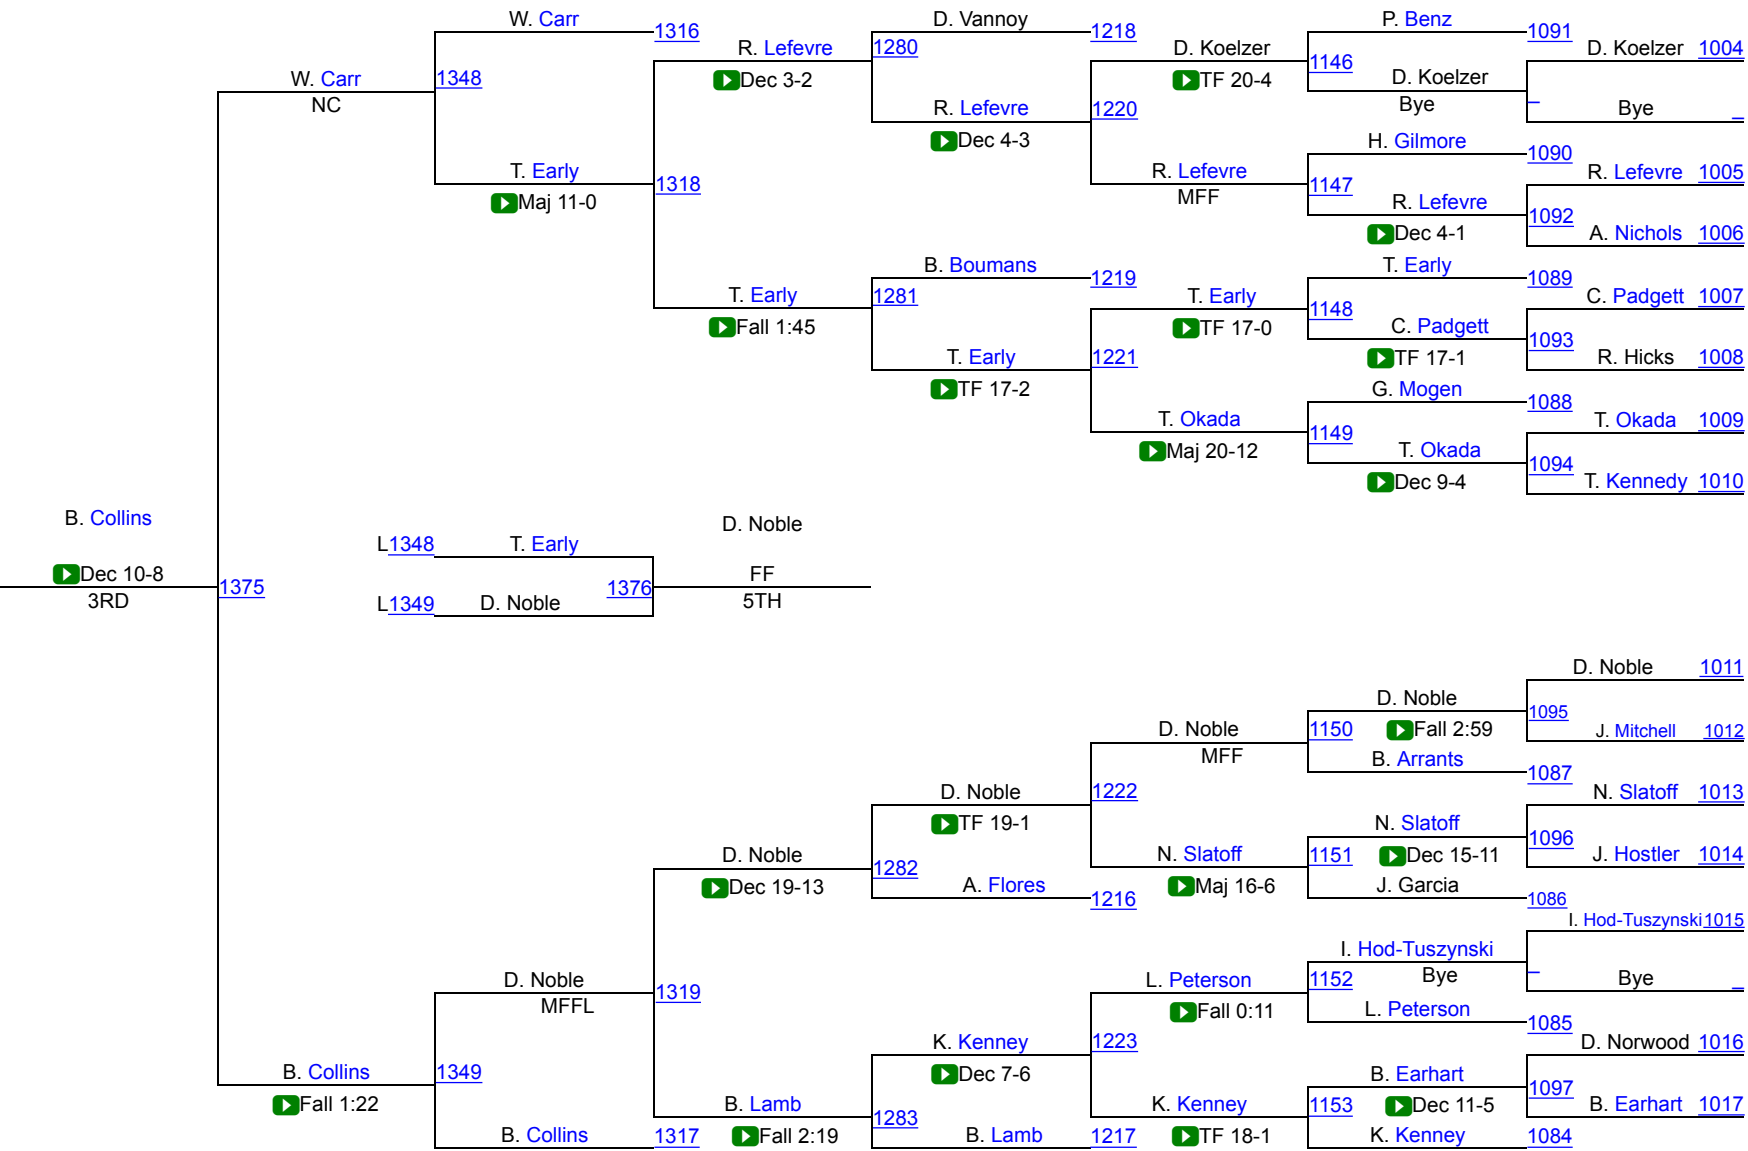 W. Carr
1316
D. Vannoy
1218
P. Benz
1091
R. Lefevre
1280
D. Koelzer
D. Koelzer 1004
Dec 3-2
TF 20-4
1146
W. Carr
1348
D. Koelzer
NC
R. Lefevre
1220
Bye
_
Bye
_
Dec 4-3
H. Gilmore
1090
T. Early
1318
R. Lefevre
1147
R. Lefevre 1005
Maj 11-0
MFF
R. Lefevre
1092
Dec 4-1
A. Nichols 1006
B. Boumans
1219
T. Early
1089
T. Early
1281
T. Early
1148
C. Padgett 1007
Fall 1:45
TF 17-0
C. Padgett
1093
T. Early
1221
TF 17-1
R. Hicks 1008
TF 17-2
G. Mogen
1088
T. Okada
1149
T. Okada 1009
Maj 20-12
T. Okada
1094
Dec 9-4
T. Kennedy 1010
B. Collins
D. Noble
L1348
T. Early
Dec 10-8
1375
1376
FF
3RD
L1349
D. Noble
5TH
D. Noble 1011
D. Noble
1095
D. Noble
1150
Fall 2:59
J. Mitchell 1012
MFF
B. Arrants
1087
D. Noble
1222
N. Slatoff 1013
TF 19-1
N. Slatoff
1096
D. Noble
1282
N. Slatoff
1151
Dec 15-11
J. Hostler 1014
Dec 19-13
A. Flores
1216
Maj 16-6
J. Garcia
1086
I. Hod-Tuszynski1015
I. Hod-Tuszynski
D. Noble
1319
L. Peterson
1152
Bye
_
Bye
_
MFFL
Fall 0:11
L. Peterson
1085
K. Kenney
1223
D. Norwood 1016
B. Collins
1349
Dec 7-6
B. Earhart
1097
Fall 1:22
B. Lamb
1283
K. Kenney
1153
Dec 11-5
B. Earhart 1017
B. Collins
1317
Fall 2:19
B. Lamb
1217
TF 18-1
K. Kenney
1084